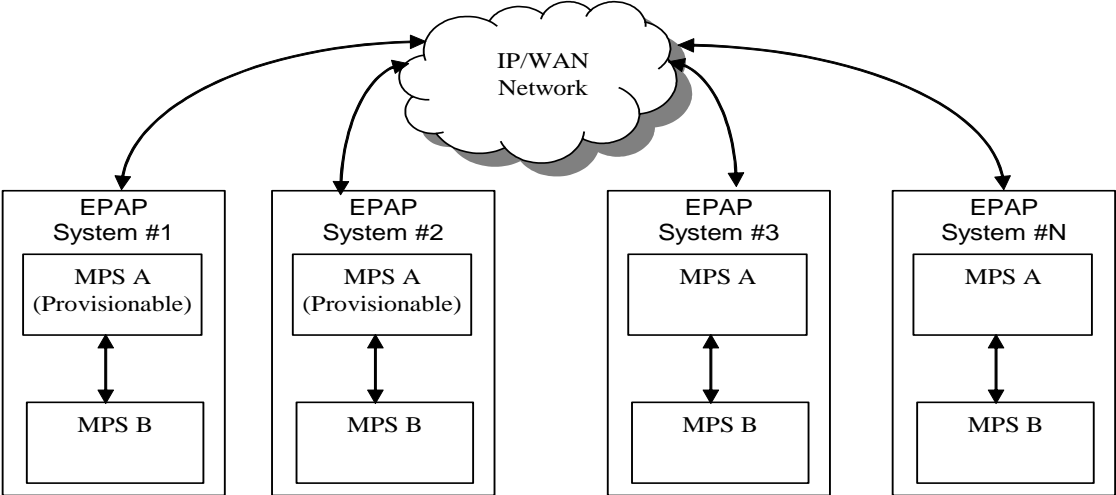 IP/WAN
Network
EPAP
System #1
MPS A
(Provisionable)
MPS B
EPAP
System #2
MPS A
(Provisionable)
MPS B
EPAP
System #3
MPS A
MPS B
EPAP
System #N
MPS A
MPS B